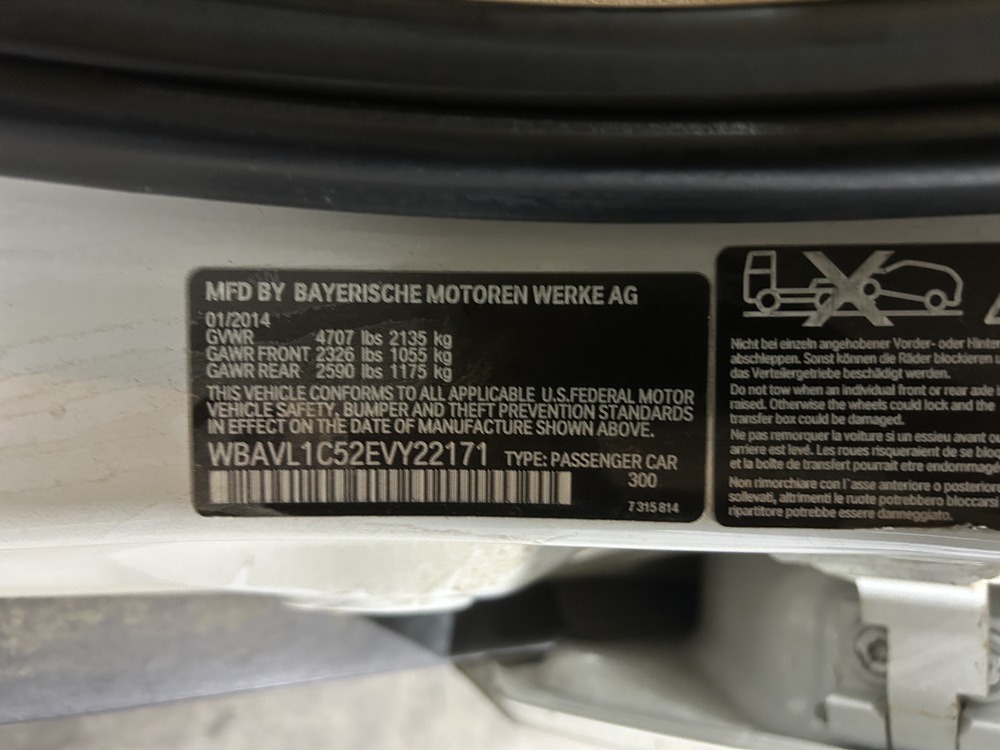 MFD BY BAYERISCHE MOTOREN WERKE AG
01/2014
GVWR 4707 lbs 2135 kg
GAWR FRONT 2326 lbs 1055 kg
GAWR REAR 2590 lbs 1175 kg
THIS VEHICLE CONFORMS TO ALL APPLICABLE U.S.FEDERAL MOTOR
VEHICLE SAFETY, BUMPER AND THEFT PREVENTION STANDARDS
IN EFFECT ON THE DATE OF MANUFACTURE SHOWN ABOVE.
WBAVL1C52EVY22171 TYPE: PASSENGER CAR
300
7 315 814
Nicht bei einzeln angehobener Vorder- oder Hinter
abschleppen. Sonst können die Räder blockieren
das Verteilergetriebe beschädigt werden.
Do not tow when an individual front or rear axle
raised. Otherwise the wheels could lock and the
transfer box could be damaged.
Ne pas remorquer la voiture si un essieu avant o
arriere est levé. Les roues risqueraient de se bloq
et la boîte de transfert pourrait etre endommag
Non rimorchiare con l`asse anteriore o posterior
sollevati, altrimenti le ruote potrebbero bloccarsi
ripartitore potrebbe essere danneggiato.